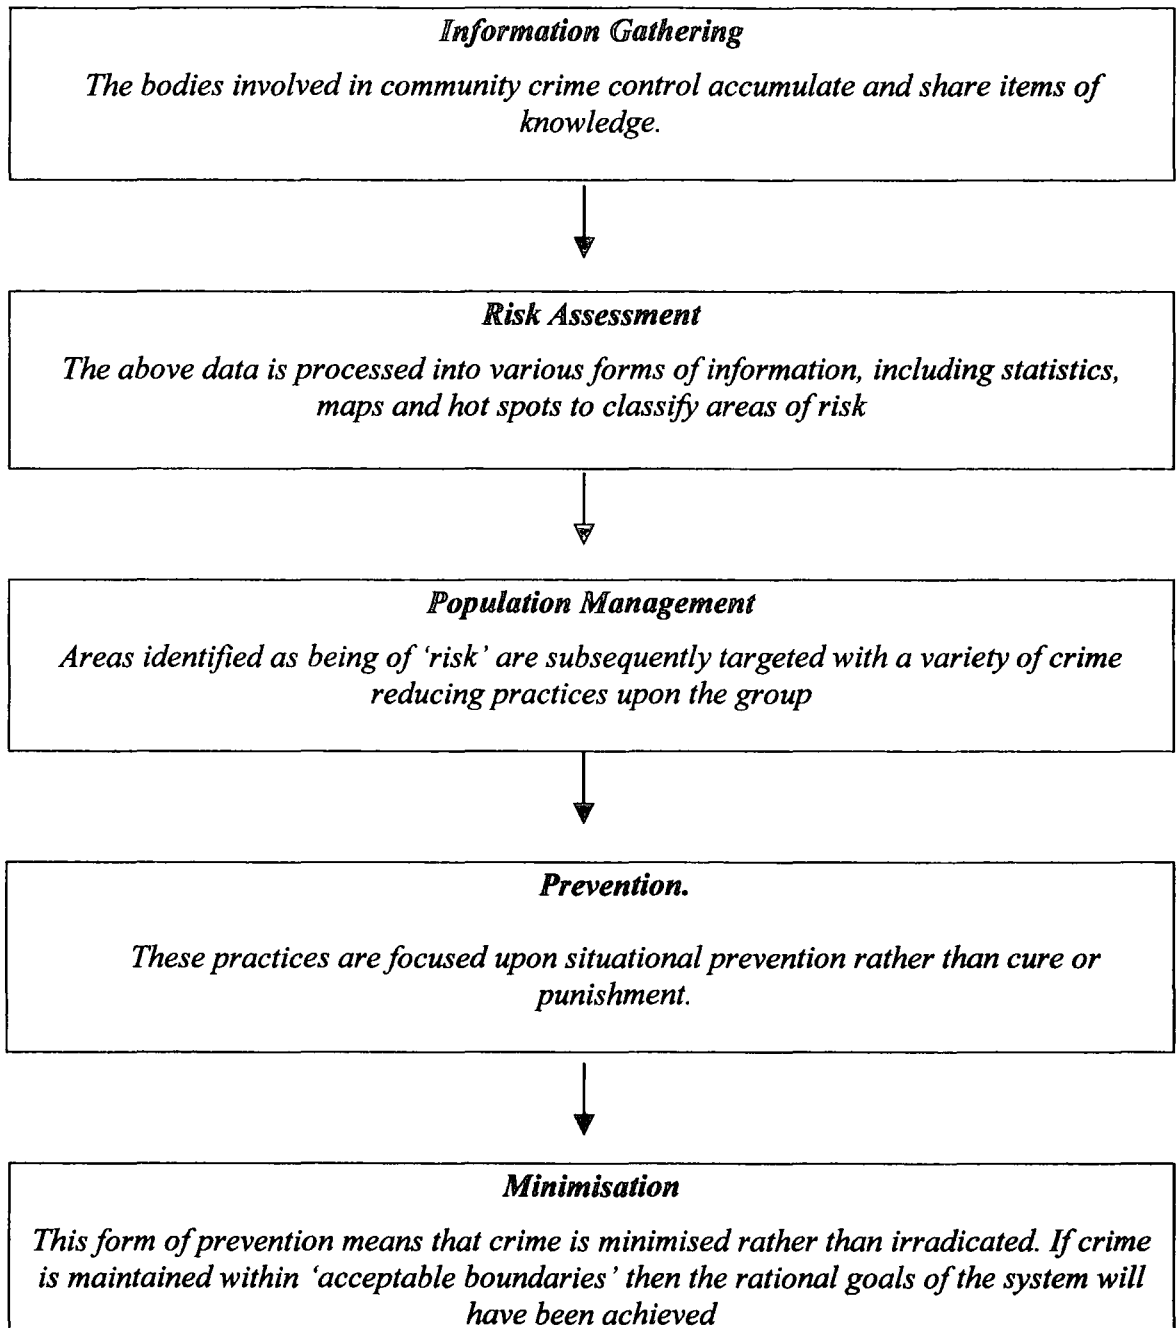 Information Gathering
The bodies involved in community crime control accumulate and share items of
knowledge.
Risk Assessment
The above data is processed into various forms of information, including statistics,
maps and hot spots to classify areas of risk
Population Management
Areas identified as being of ‘risk’ are subsequently targeted with a variety of crime
reducing practices upon the group
Prevention.
These practices are focused upon situational prevention rather than cure or
punishment.
Minimisation
This form of prevention means that crime is minimised rather than irradicated. If crime
is maintained within ‘acceptable boundaries’ then the rational goals of the system will
have been achieved